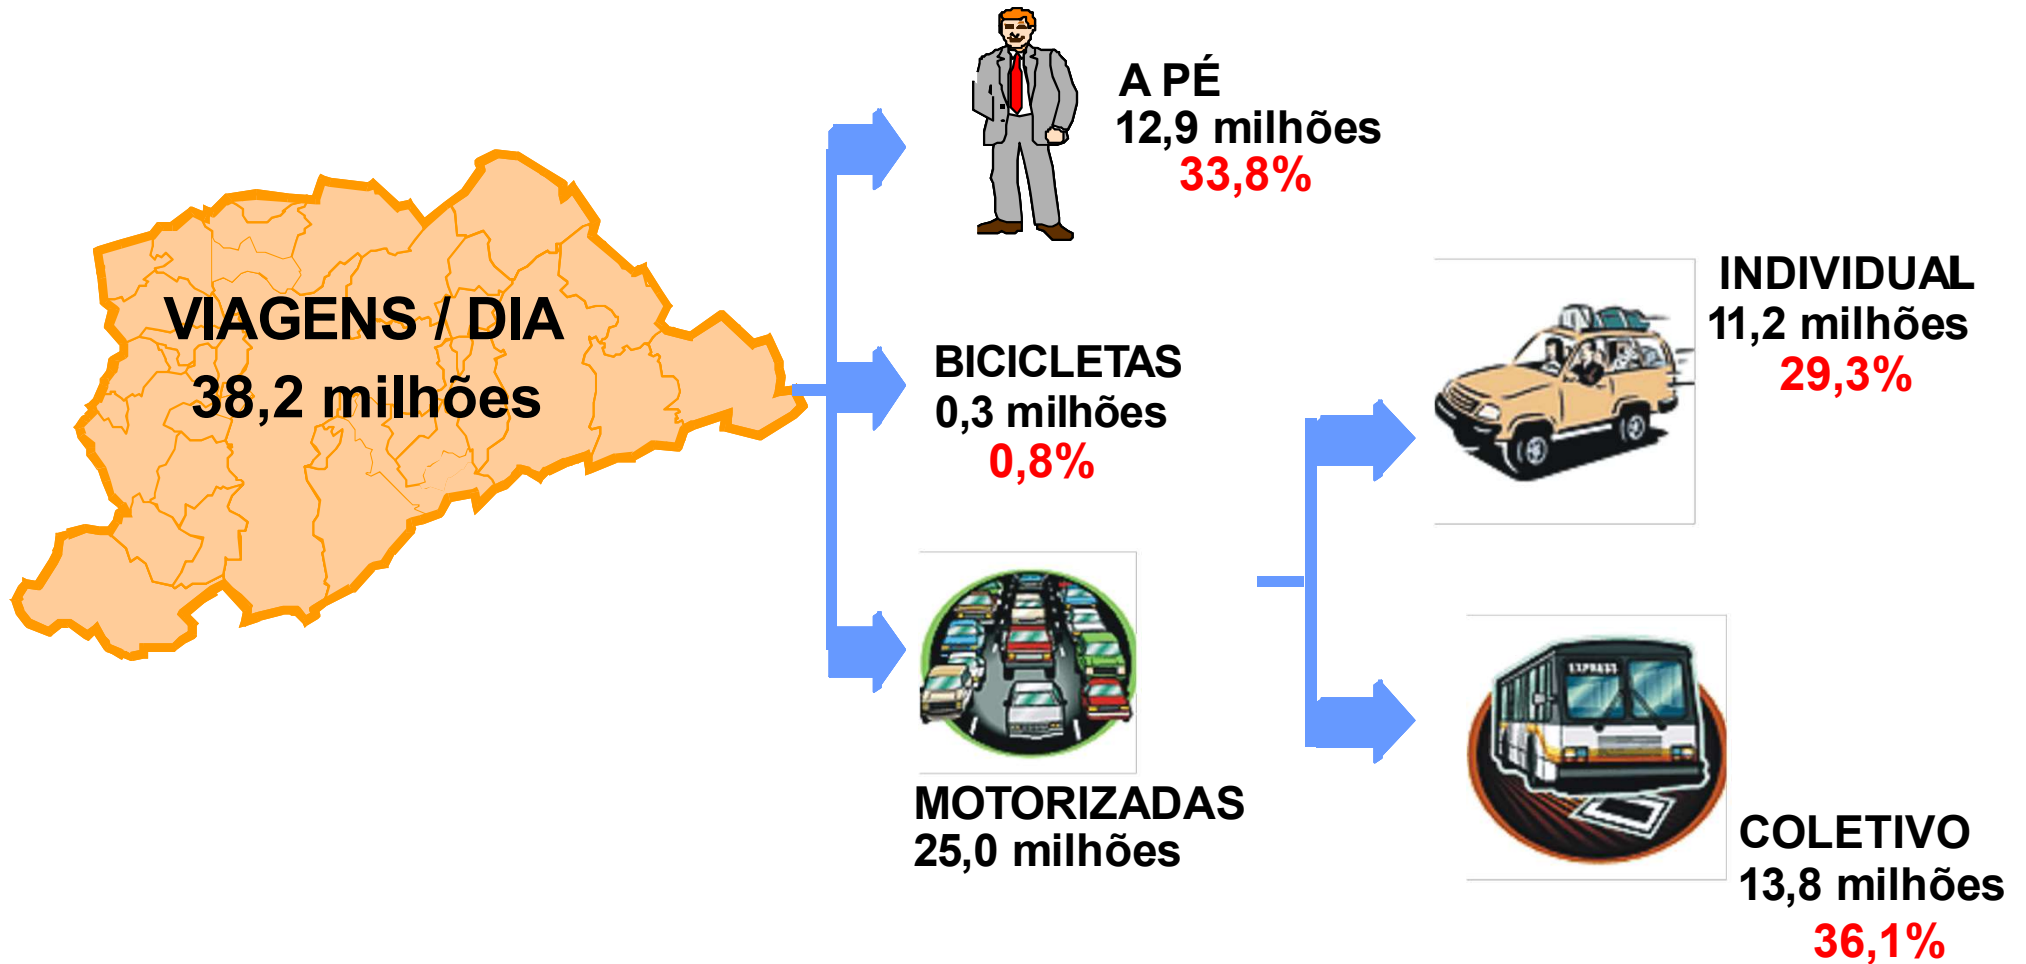 VIAGENS / DIA
38,2 milhões
A PÉ
12,9 milhões
33,8%
BICICLETAS
0,3 milhões
0,8%
MOTORIZADAS
25,0 milhões
INDIVIDUAL
11,2 milhões
29,3%
EXPRESS
COLETIVO
13,8 milhões
36,1%